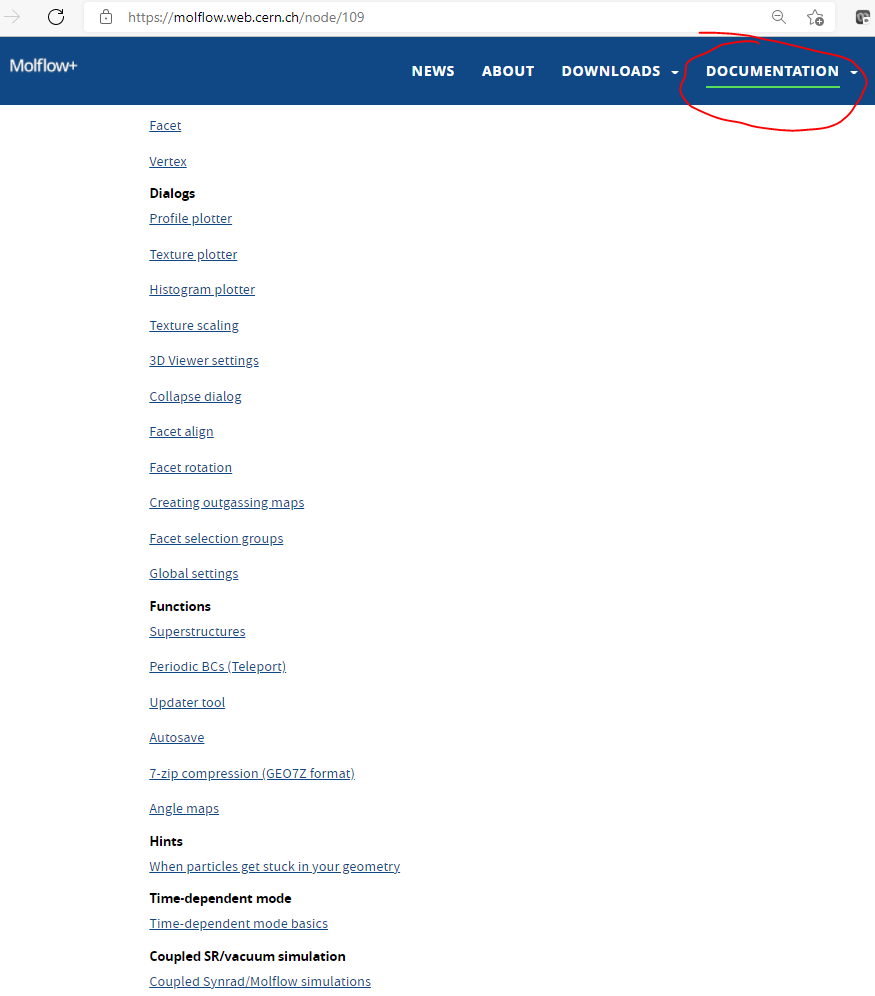 https://molflow.web.cern.ch/node/109
Molflow+
NEWS ABOUT DOWNLOADS DOCUMENTATION
Facet
Vertex
Dialogs
Profile plotter
Texture plotter
Histogram plotter
Texture scaling
3D Viewer settings
Collapse dialog
Facet align
Facet rotation
Creating outgassing maps
Facet selection groups
Global settings
Functions
Superstructures
Periodic BCs (Teleport)
Updater tool
Autosave
7-zip compression (GEO7Z format)
Angle maps
Hints
When particles get stuck in your geometry
Time-dependent mode
Time-dependent mode basics
Coupled SR/vacuum simulation
Coupled Synrad/Molflow simulations